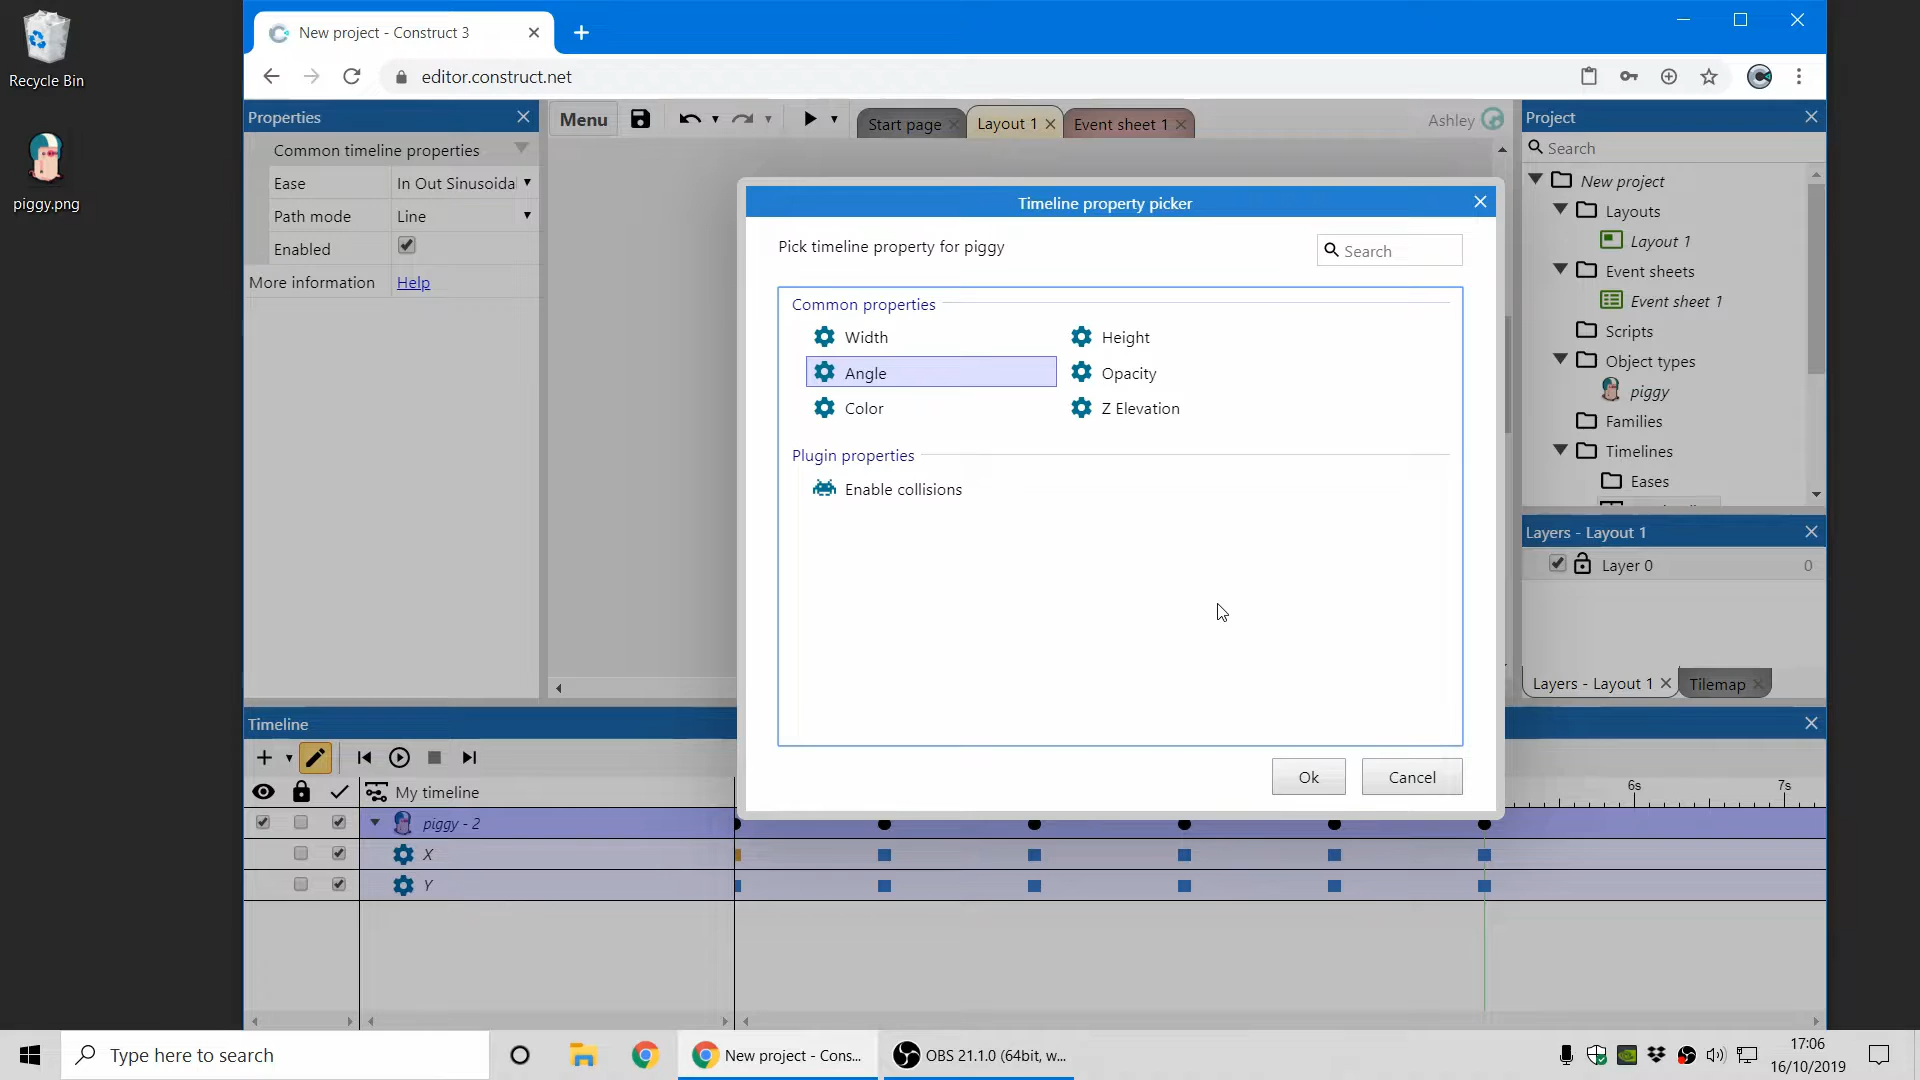 Recycle Bin
piggy.png
New project - Construct 3
editor.construct.net
Properties
Common timeline properties
Ease
In Out Sinusoida
Path mode
Line
Enabled
More information
Help
Menu
Start page
Layout 1
Event sheet 1
Ashley
Timeline property picker
Pick timeline property for piggy
Search
Common properties
Width
Height
Angle
Opacity
Color
Z Elevation
Plugin properties
Enable collisions
Ok
Cancel
Project
Search
New project
Layouts
Layout 1
Event sheets
Event sheet 1
Scripts
Object types
piggy
Families
Timelines
Eases
Layers - Layout 1
Layer 0
0
Layers - Layout 1
Tilemap
Timeline
My timeline
6s
7s
piggy - 2
X
Y
Type here to search
New project - Cons...
OBS 21.1.0 (64bit, w...
17:06
16/10/2019